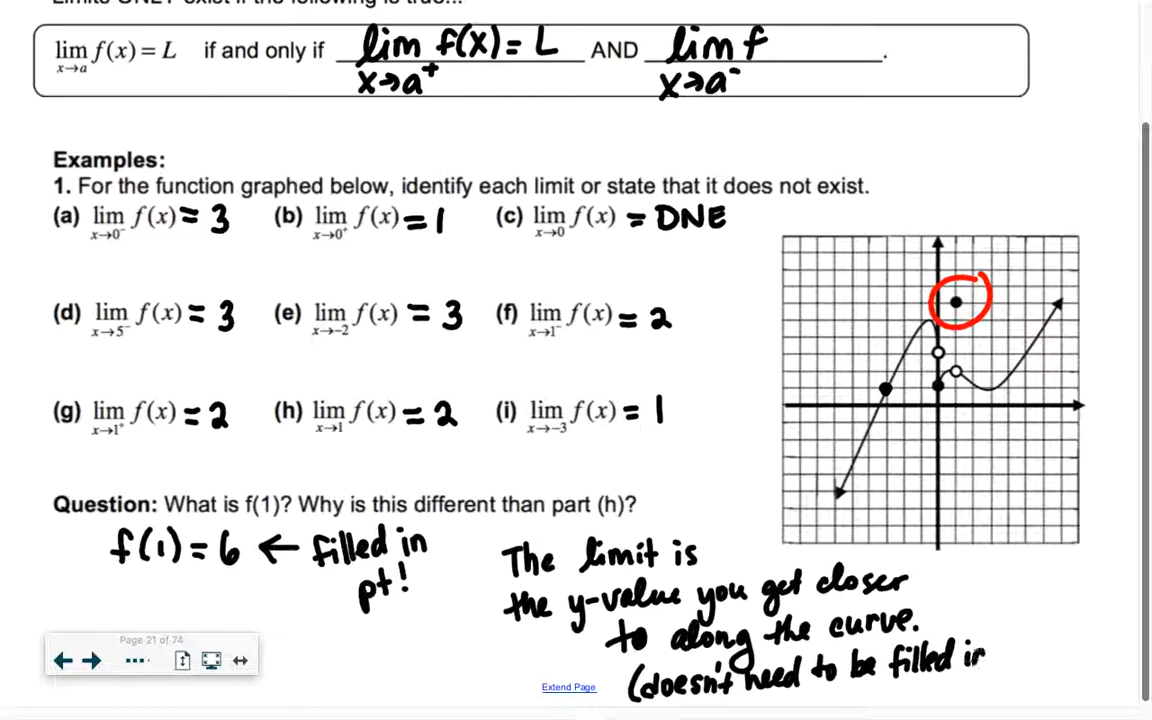 lim f(x) = L if and only if lim f(x) = L AND lim f .
x→a x→a⁺ x→a⁻
Examples:
1. For the function graphed below, identify each limit or state that it does not exist.
(a) lim f(x) = 3 (b) lim f(x) = 1 (c) lim f(x) = DNE
x→0⁻ x→0⁺ x→0
(d) lim f(x) = 3 (e) lim f(x) = 3 (f) lim f(x) = 2
x→5⁻ x→-2 x→1⁻
(g) lim f(x) = 2 (h) lim f(x) = 2 (i) lim f(x) = 1
x→1⁺ x→1 x→-3
Question: What is f(1)? Why is this different than part (h)?
f(1) = 6 ← filled in
pt!
The limit is
the y-value you get closer
to along the curve.
(doesn't need to be filled in
Page 21 of 74
Extend Page